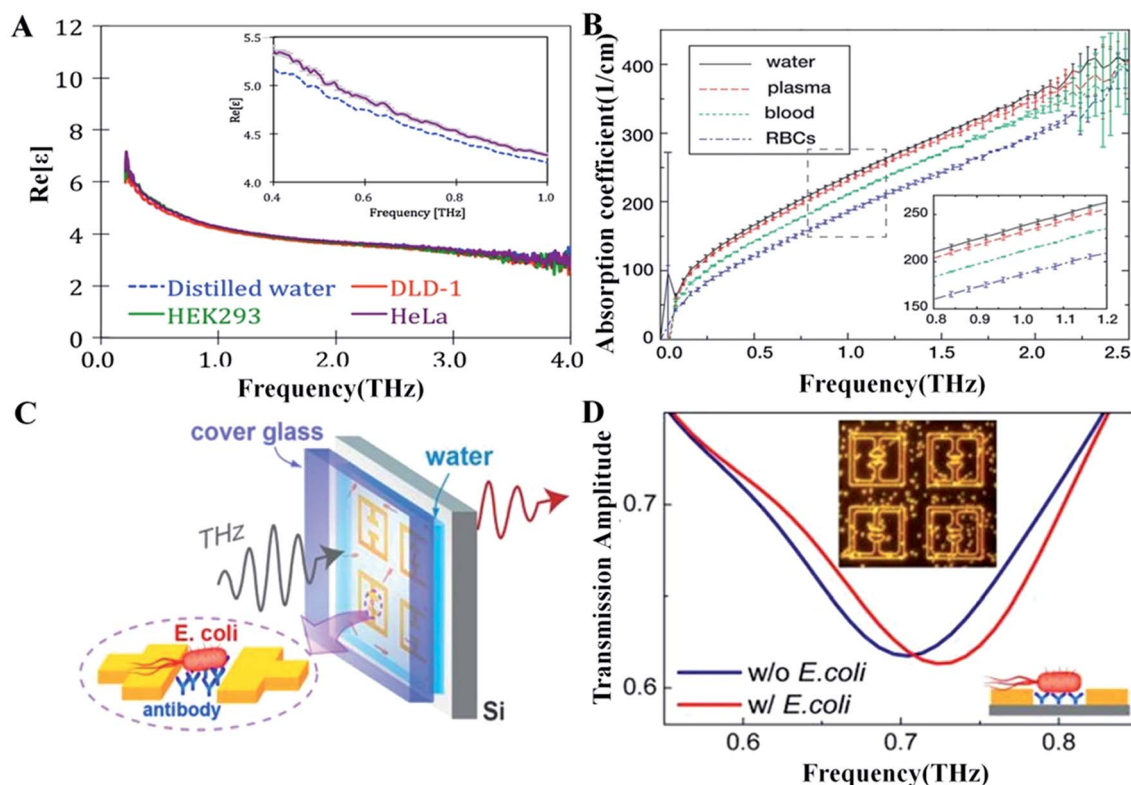 A
12
10
8
6
4
2
0
Re[ε]
0.0 1.0 2.0 3.0 4.0
Frequency(THz)
5.5
5.0
4.5
4.0
Re[ε]
0.4 0.6 0.8 1.0
Frequency [THz]
Distilled water DLD-1
HEK293 HeLa
B
400
300
200
100
0
Absorption coefficient(1/cm)
water
plasma
blood
RBCs
250
200
150
0.8 0.9 1.0 1.1 1.2
0.0 0.5 1.0 1.5 2.0 2.5
Frequency(THz)
C
cover glass
water
THz
E. coli
antibody
Si
D
0.7
0.6
Transmission Amplitude
w/o E.coli
w/ E.coli
0.6 0.7 0.8
Frequency(THz)